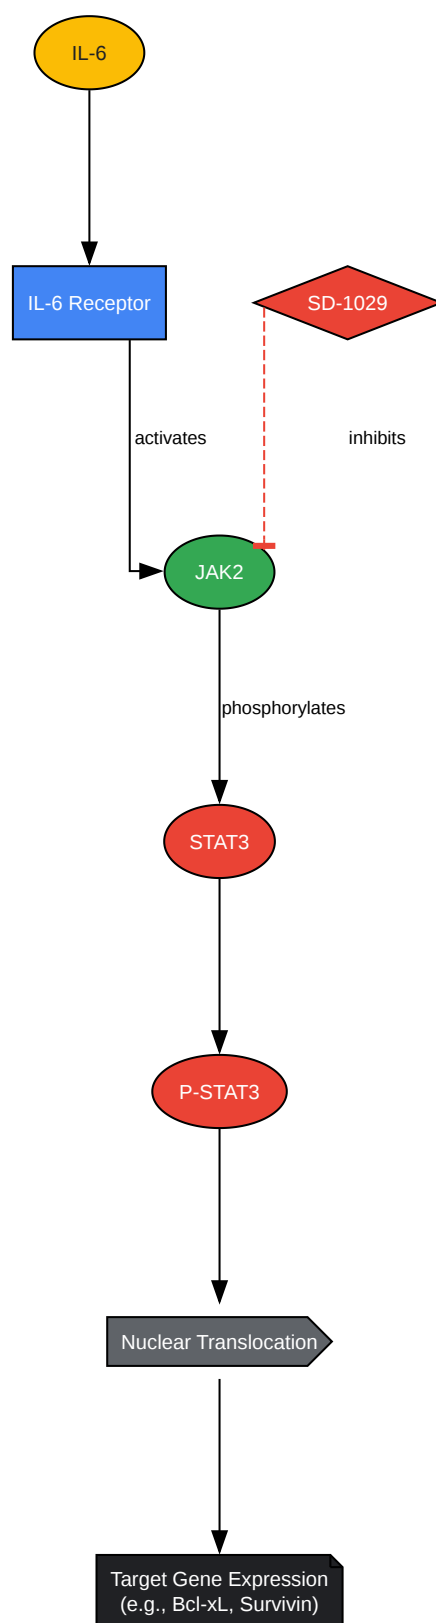 IL-6
IL-6 Receptor
SD-1029
activates
inhibits
JAK2
phosphorylates
STAT3
P-STAT3
Nuclear Translocation
Target Gene Expression
(e.g., Bcl-xL, Survivin)